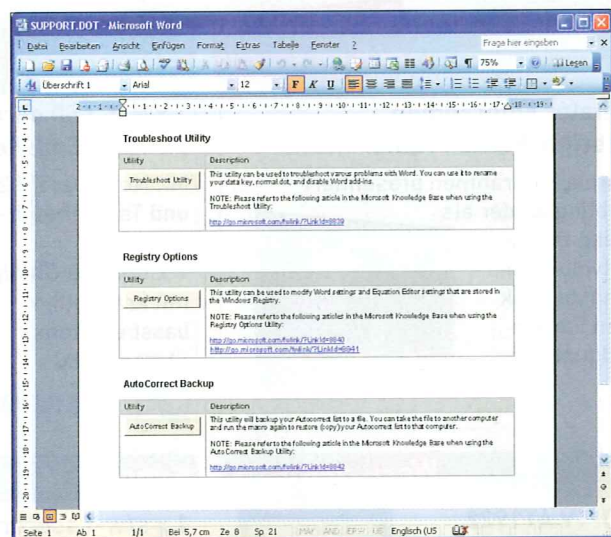 SUPPORT.DOT - Microsoft Word
Datei Bearbeiten Ansicht Einfügen Format Extras Tabelle Fenster ? Frage hier eingeben
75% Lesen
Überschrift 1 Arial 12 F K U
Troubleshoot Utility
Utility Description
Troubleshoot Utility
This utility can be used to troubleshoot various problems with Word. You can use it to rename
your data key, normal.dot, and disable Word add-ins.
NOTE: Please refer to the following article in the Microsoft Knowledge Base when using the
Troubleshoot Utility:
http://go.microsoft.com/fwlink/?LinkId=8839
Registry Options
Utility Description
Registry Options
This utility can be used to modify Word settings and Equation Editor settings that are stored in
the Windows Registry.
NOTE: Please refer to the following articles in the Microsoft Knowledge Base when using the
Registry Options Utility:
http://go.microsoft.com/fwlink/?LinkId=8840
http://go.microsoft.com/fwlink/?LinkId=8841
AutoCorrect Backup
Utility Description
AutoCorrect Backup
This utility will backup your Autocorrect list to a file. You can take the file to another computer
and run the macro again to restore (copy) your Autocorrect list to that computer.
NOTE: Please refer to the following article in the Microsoft Knowledge Base when using the
AutoCorrect Backup Utility:
http://go.microsoft.com/fwlink/?LinkId=8842
Seite 1 Ab 1 1/1 Bei 5,7 cm Ze 8 Sp 21 MAK ÄND ERW ÜB Englisch (US